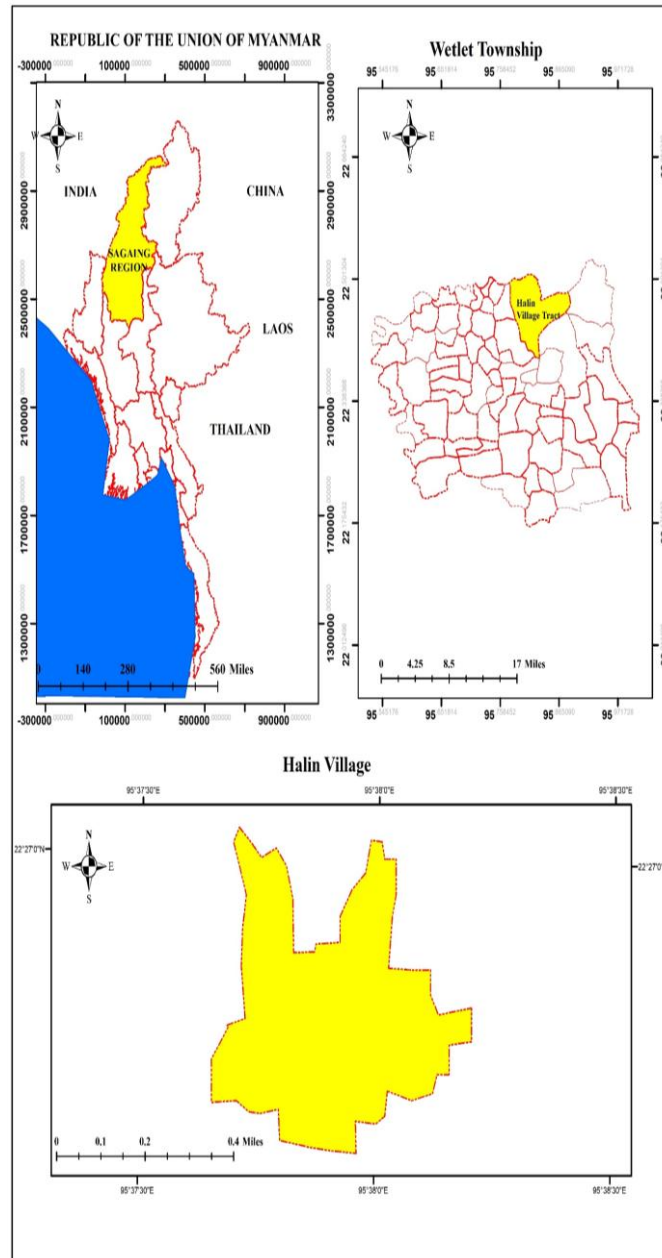 REPUBLIC OF THE UNION OF MYANMAR
-300000 100000 500000 900000
N
W E
S
INDIA
CHINA
SAGAING
REGION
LAOS
THAILAND
3300000
2900000
2500000
2100000
1700000
1300000
0 140 280 560 Miles
-300000 100000 500000 900000
Wetlet Township
95 95 95 95 95
N
W E
S
Halin
Village Tract
22
22
22
22
22
0 4.25 8.5 17 Miles
95 95 95 95 95
Halin Village
95°37'30"E 95°38'0"E 95°38'30"E
N
W E
S
22°27'0"N
22°27'0"
0 0.1 0.2 0.4 Miles
95°37'30"E 95°38'0"E 95°38'30"E